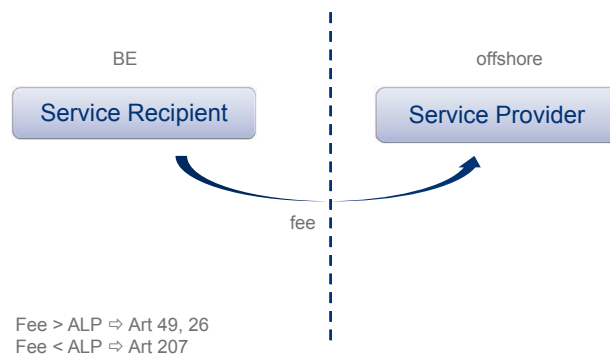 BE
offshore
Service Recipient
Service Provider
fee
Fee > ALP ⇨ Art 49, 26
Fee < ALP ⇨ Art 207